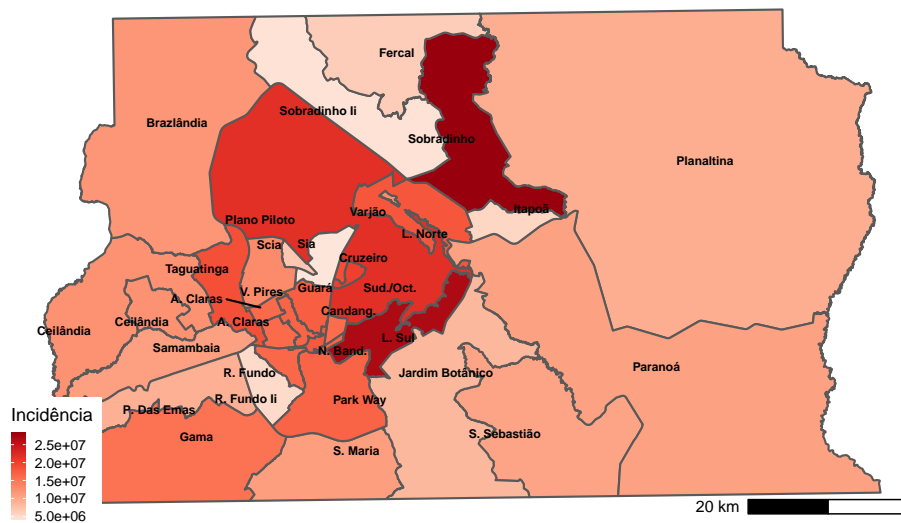 Fercal
Sobradinho Ii
Brazlândia
Sobradinho
Planaltina
Itapoã
Varjão
Plano Piloto
L. Norte
Scia
Sia
Cruzeiro
Taguatinga
Guará
Sud./Oct.
V. Pires
A. Claras
Candang.
Ceilândia
Ceilândia
A. Claras
L. Sul
Samambaia
N. Band.
R. Fundo
Jardim Botânico
Paranoá
R. Fundo Ii
Park Way
P. Das Emas
Gama
S. Sebastião
S. Maria
Incidência
2.5e+07
2.0e+07
1.5e+07
1.0e+07
5.0e+06
20 km